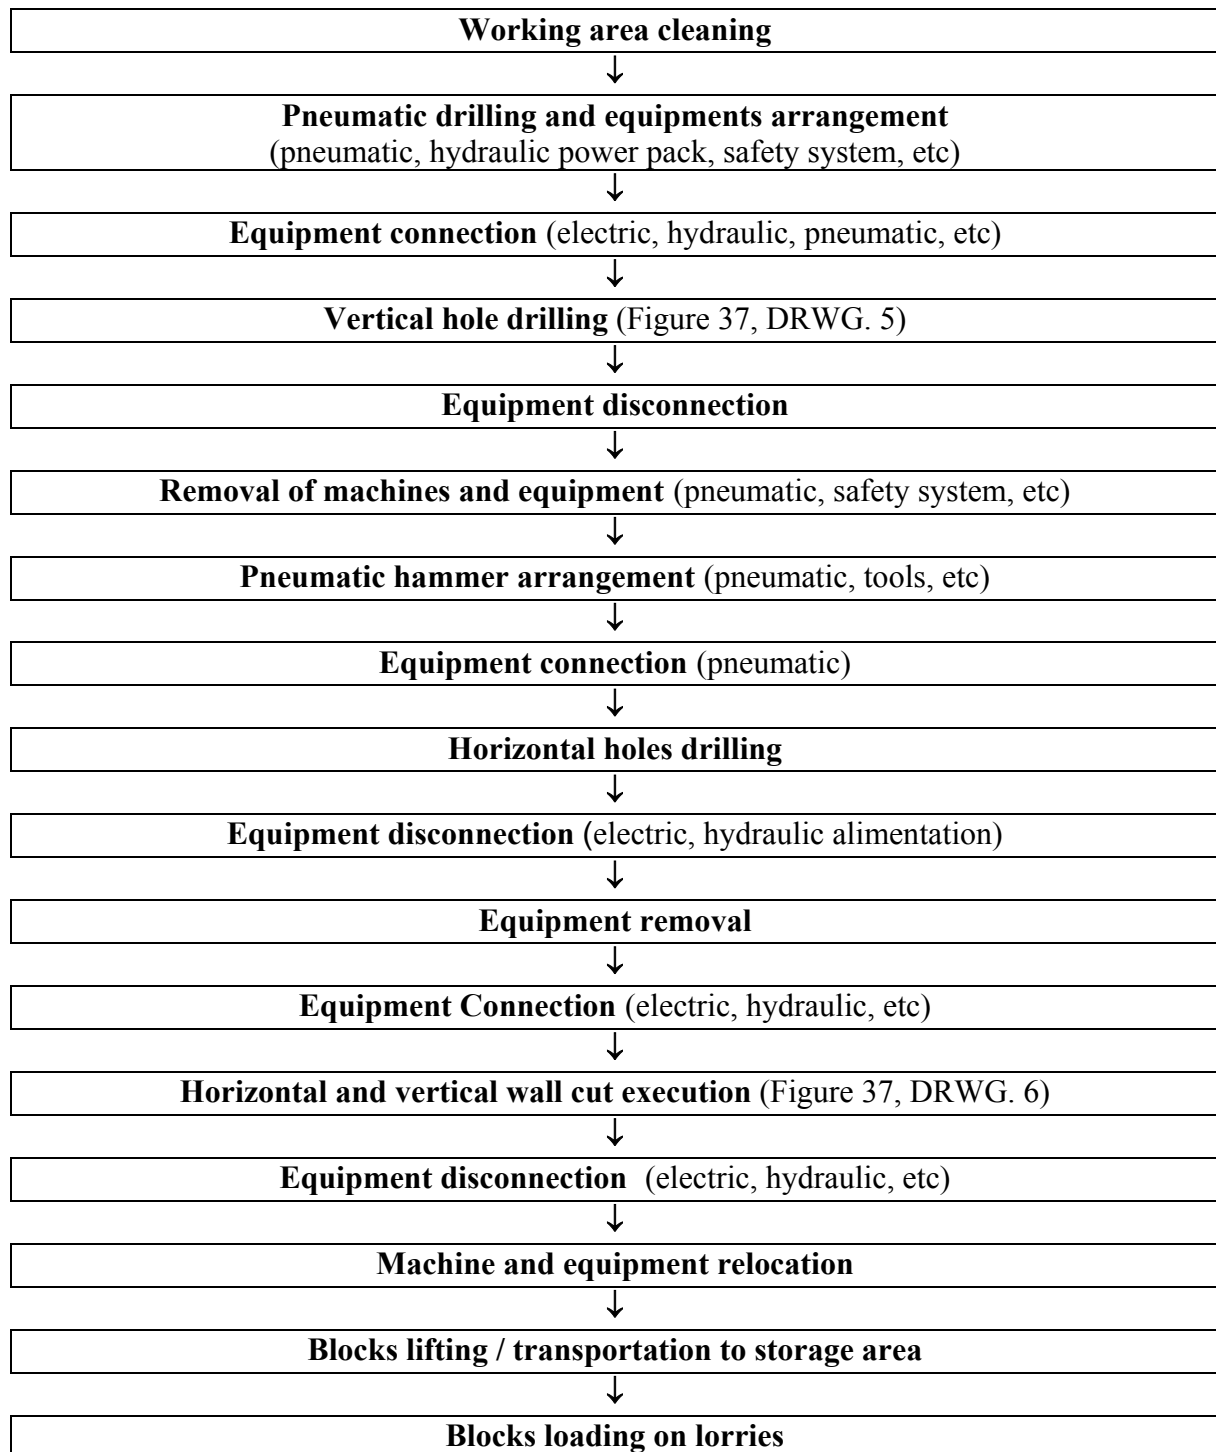 Working area cleaning
↓
Pneumatic drilling and equipments arrangement
(pneumatic, hydraulic power pack, safety system, etc)
↓
Equipment connection (electric, hydraulic, pneumatic, etc)
↓
Vertical hole drilling (Figure 37, DRWG. 5)
↓
Equipment disconnection
↓
Removal of machines and equipment (pneumatic, safety system, etc)
↓
Pneumatic hammer arrangement (pneumatic, tools, etc)
↓
Equipment connection (pneumatic)
↓
Horizontal holes drilling
↓
Equipment disconnection (electric, hydraulic alimentation)
↓
Equipment removal
↓
Equipment Connection (electric, hydraulic, etc)
↓
Horizontal and vertical wall cut execution (Figure 37, DRWG. 6)
↓
Equipment disconnection (electric, hydraulic, etc)
↓
Machine and equipment relocation
↓
Blocks lifting / transportation to storage area
↓
Blocks loading on lorries